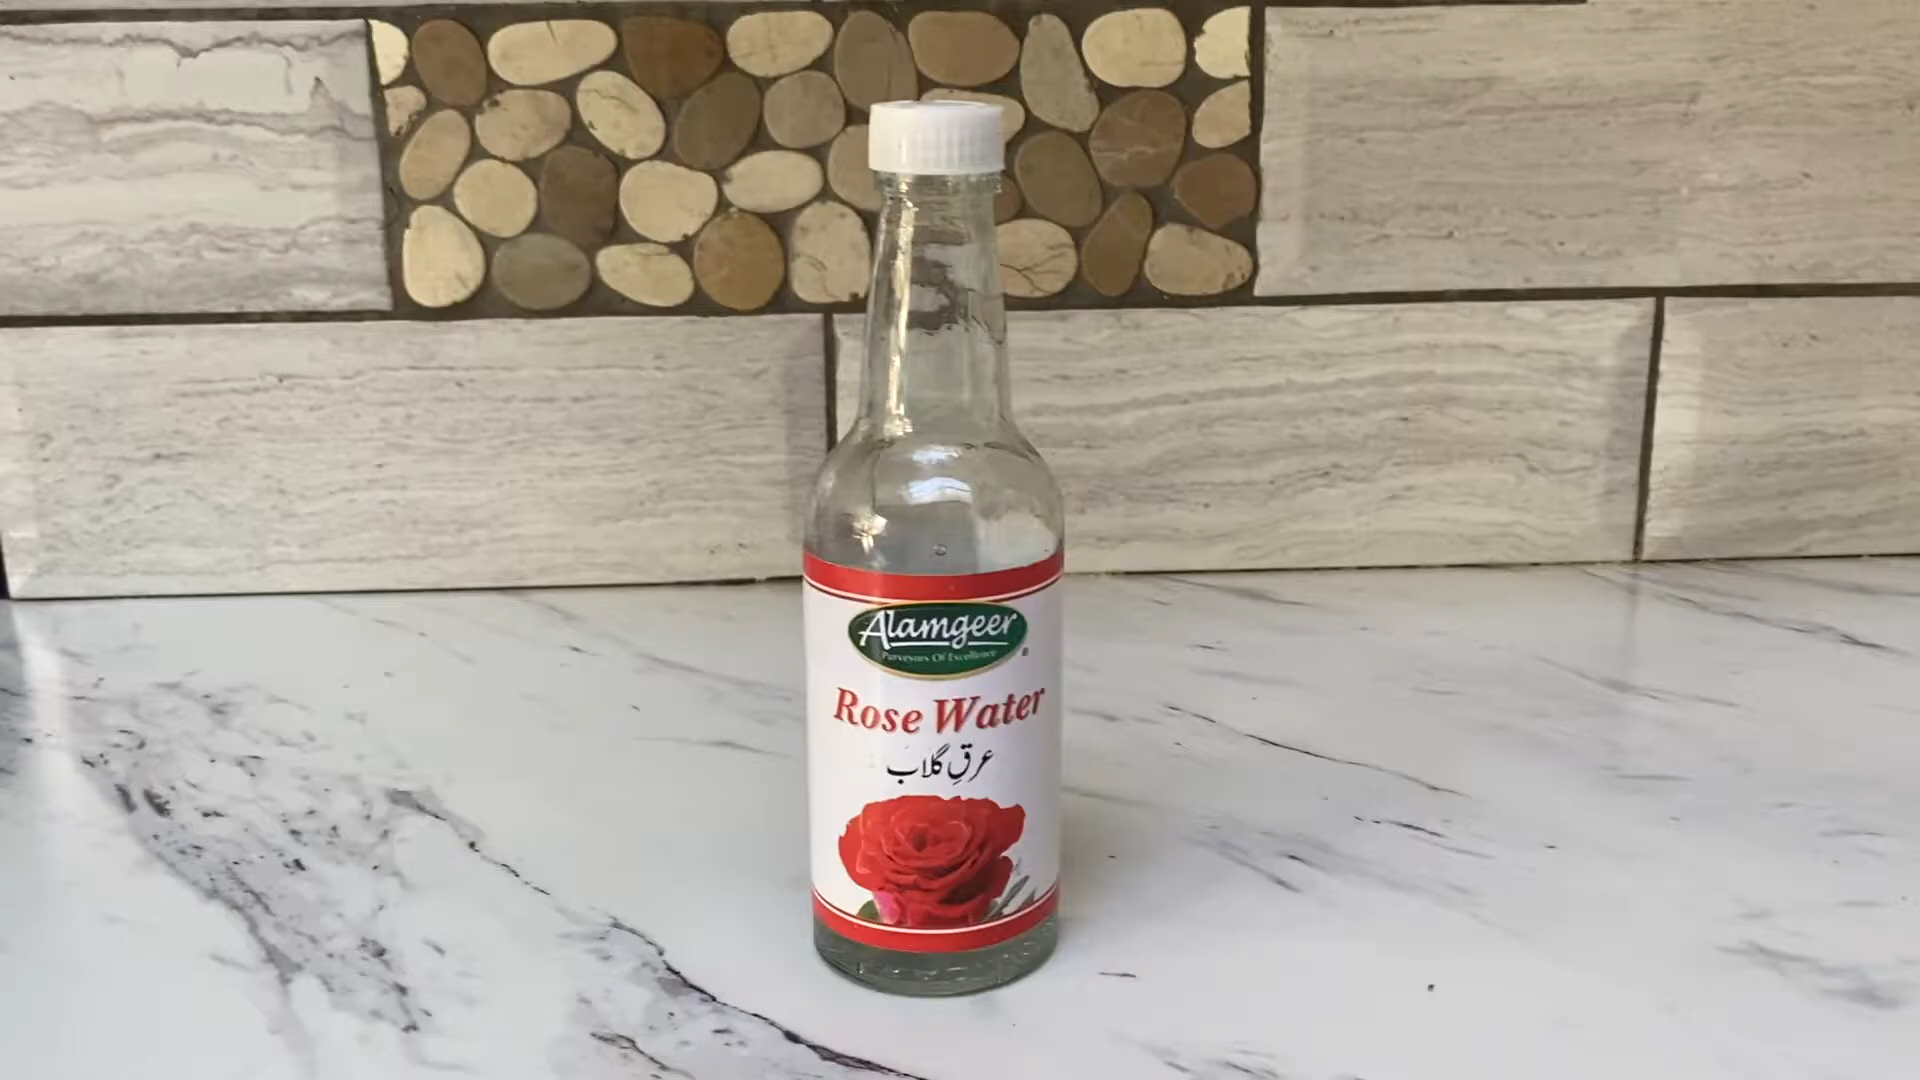 Alamgeer
Purveyors Of Excellence
®
Rose Water
عرقِ گلاب